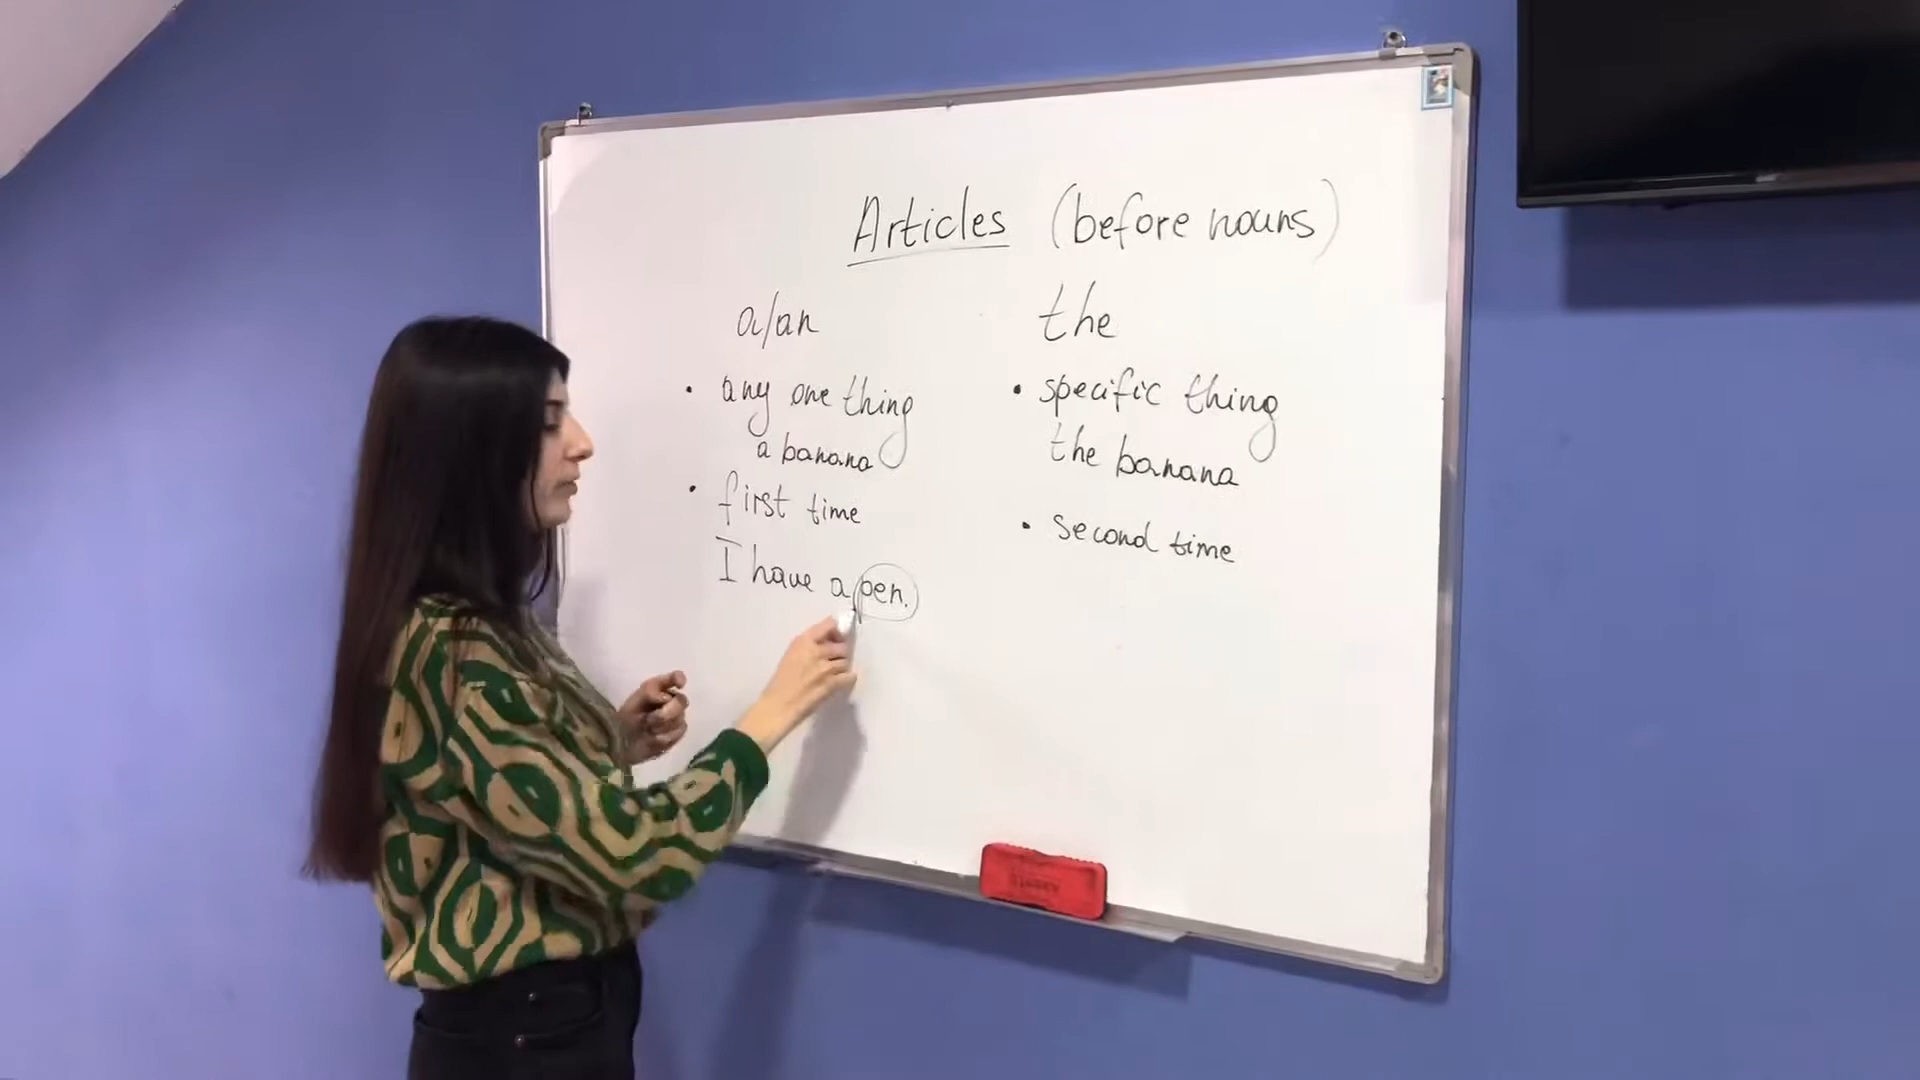 Articles (before nouns)
a/an
• any one thing
a banana
• first time
I have a pen.
the
• specific thing
the banana
• second time